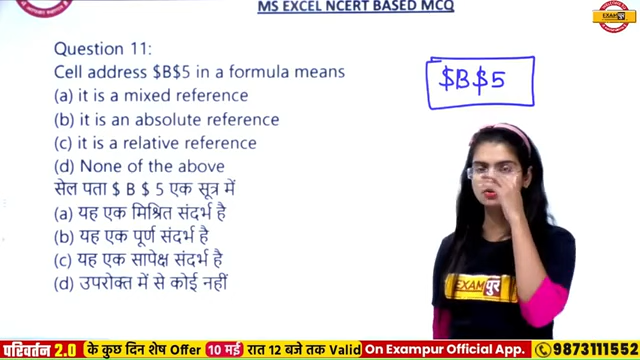 MS EXCEL NCERT BASED MCQ
EXAMपुर
Question 11:
Cell address $B$5 in a formula means
(a) it is a mixed reference
(b) it is an absolute reference
(c) it is a relative reference
(d) None of the above
सेल पता $ B $ 5 एक सूत्र में
(a) यह एक मिश्रित संदर्भ है
(b) यह एक पूर्ण संदर्भ है
(c) यह एक सापेक्ष संदर्भ है
(d) उपरोक्त में से कोई नहीं
$B$5
EXAMपुर
परिवर्तन 2.0 के कुछ दिन शेष Offer 10 मई रात 12 बजे तक Valid On Exampur Official App. 9873111552